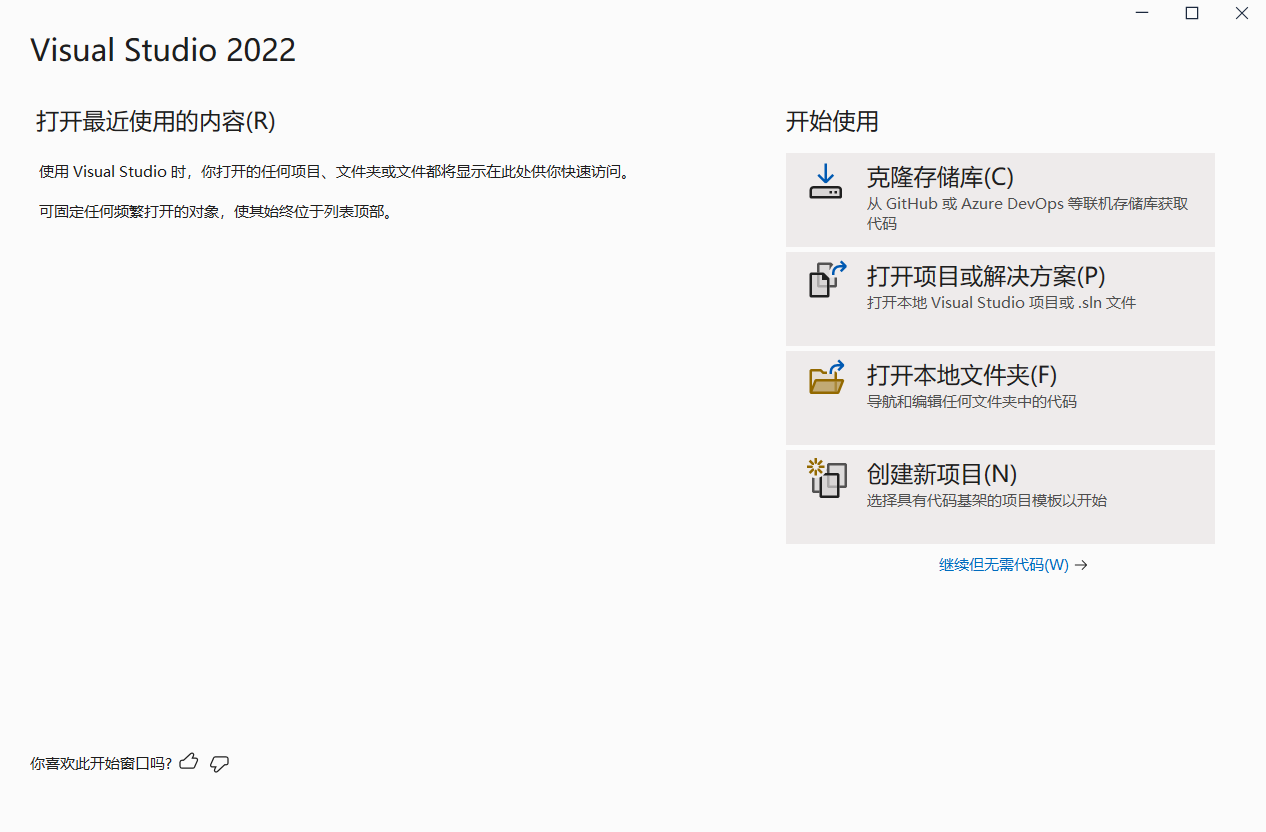 Visual Studio 2022
打开最近使用的内容(R)
使用 Visual Studio 时，你打开的任何项目、文件夹或文件都将显示在此处供你快速访问。
可固定任何频繁打开的对象，使其始终位于列表顶部。
开始使用
克隆存储库(C)
从 GitHub 或 Azure DevOps 等联机存储库获取
代码
打开项目或解决方案(P)
打开本地 Visual Studio 项目或 .sln 文件
打开本地文件夹(F)
导航和编辑任何文件夹中的代码
创建新项目(N)
选择具有代码基架的项目模板以开始
继续但无需代码(W) →
你喜欢此开始窗口吗?